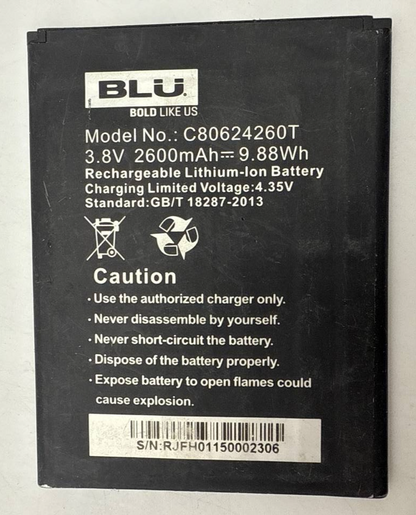 BLU.
BOLD LIKE US
Model No.: C80624260T
3.8V 2600mAh⎓9.88Wh
Rechargeable Lithium-Ion Battery
Charging Limited Voltage:4.35V
Standard:GB/T 18287-2013
Caution
· Use the authorized charger only.
· Never disassemble by yourself.
· Never short-circuit the battery.
· Dispose of the battery properly.
· Expose battery to open flames could
cause explosion.
S/N:RJFH01150002306